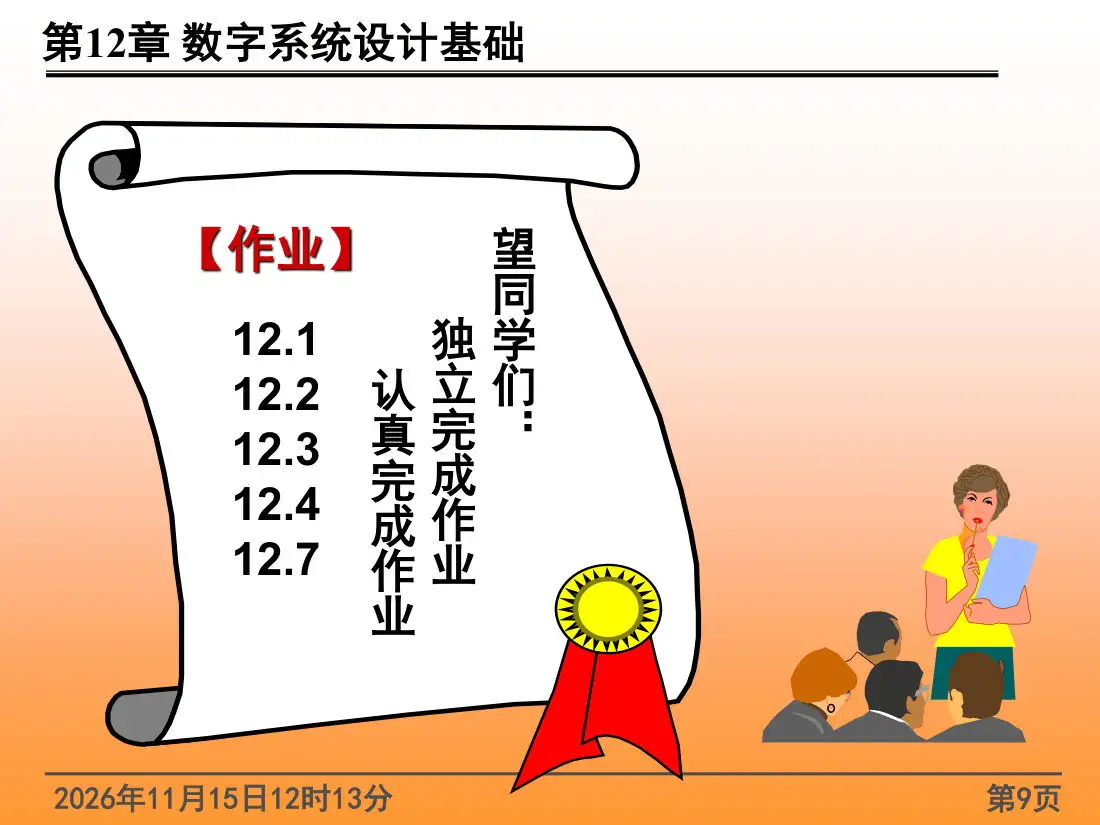 第12章 数字系统设计基础
【作业】
12.1
12.2
12.3
12.4
12.7
望同学们…
独立完成作业
认真完成作业
2026年11月15日12时13分
第9页